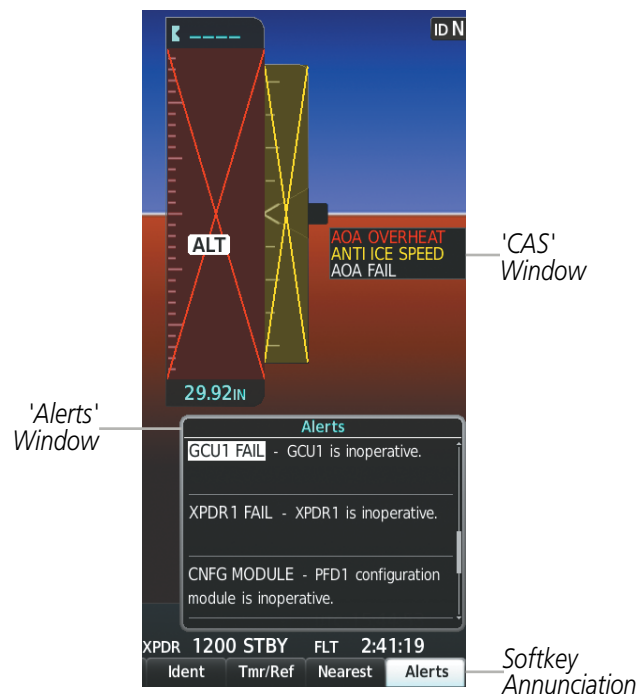 ----
ID N
ALT
AOA OVERHEAT
ANTI ICE SPEED
AOA FAIL
'CAS'
Window
29.92IN
'Alerts'
Window
Alerts
GCU1 FAIL - GCU1 is inoperative.
XPDR1 FAIL - XPDR1 is inoperative.
CNFG MODULE - PFD1 configuration
module is inoperative.
XPDR 1200 STBY FLT 2:41:19
Ident Tmr/Ref Nearest Alerts
Softkey
Annunciation